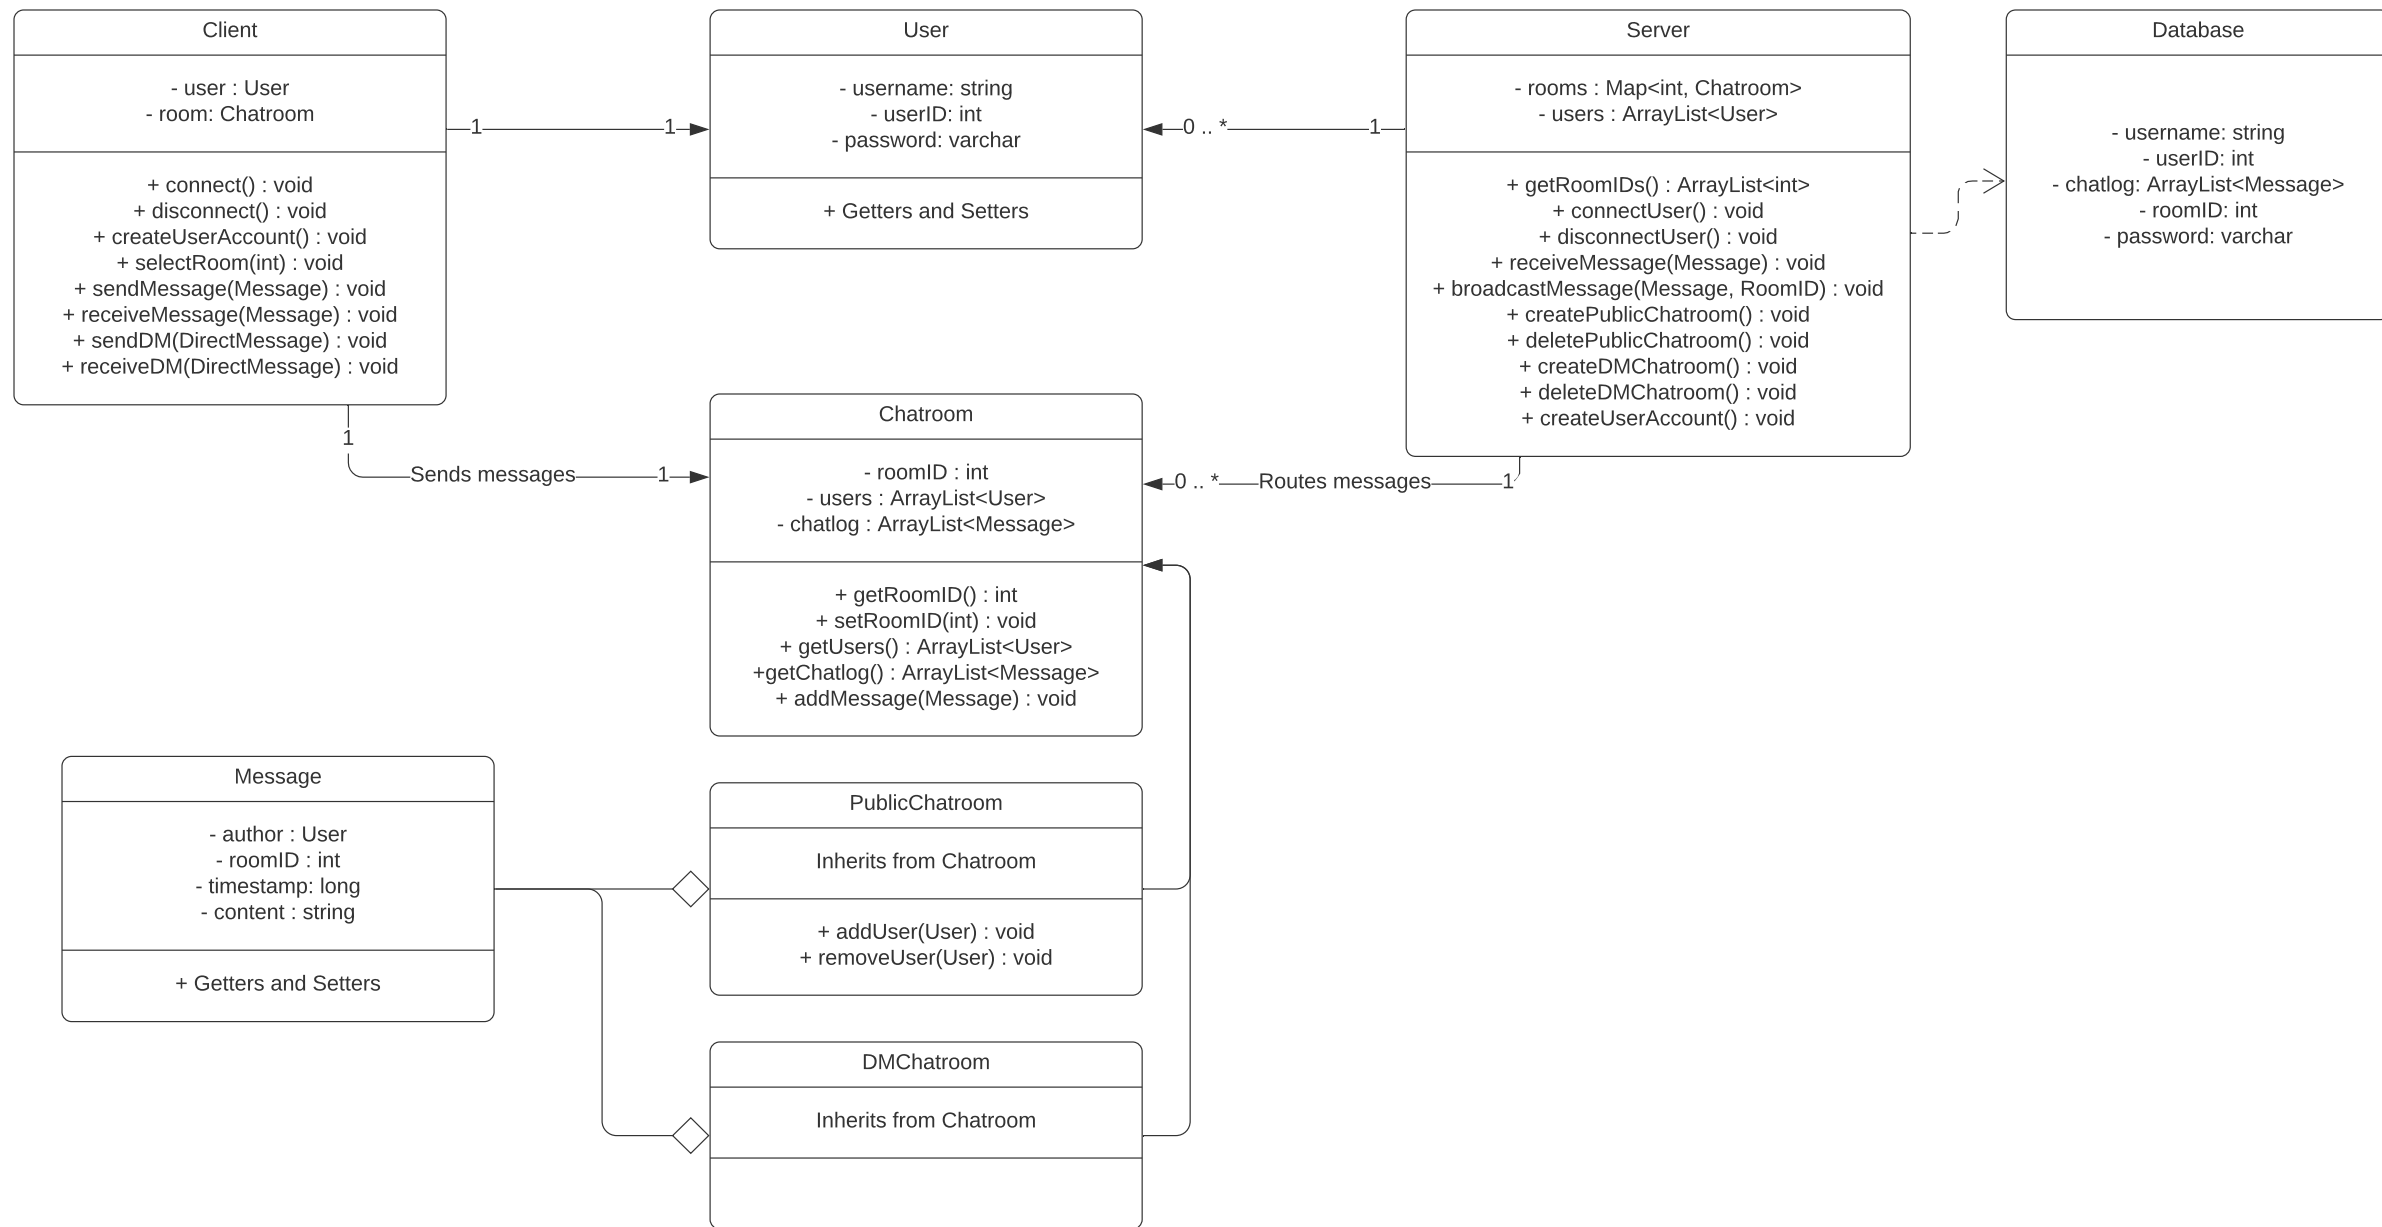 Client
- user : User
- room: Chatroom
+ connect() : void
+ disconnect() : void
+ createUserAccount() : void
+ selectRoom(int) : void
+ sendMessage(Message) : void
+ receiveMessage(Message) : void
+ sendDM(DirectMessage) : void
+ receiveDM(DirectMessage) : void
1
1
User
- username: string
- userID: int
- password: varchar
+ Getters and Setters
0 .. *
1
Server
- rooms : Map<int, Chatroom>
- users : ArrayList<User>
+ getRoomIDs() : ArrayList<int>
+ connectUser() : void
+ disconnectUser() : void
+ receiveMessage(Message) : void
+ broadcastMessage(Message, RoomID) : void
+ createPublicChatroom() : void
+ deletePublicChatroom() : void
+ createDMChatroom() : void
+ deleteDMChatroom() : void
+ createUserAccount() : void
Database
- username: string
- userID: int
- chatlog: ArrayList<Message>
- roomID: int
- password: varchar
1
Sends messages
1
Chatroom
- roomID : int
- users : ArrayList<User>
- chatlog : ArrayList<Message>
+ getRoomID() : int
+ setRoomID(int) : void
+ getUsers() : ArrayList<User>
+getChatlog() : ArrayList<Message>
+ addMessage(Message) : void
0 .. *
Routes messages
1
Message
- author : User
- roomID : int
- timestamp: long
- content : string
+ Getters and Setters
PublicChatroom
Inherits from Chatroom
+ addUser(User) : void
+ removeUser(User) : void
DMChatroom
Inherits from Chatroom